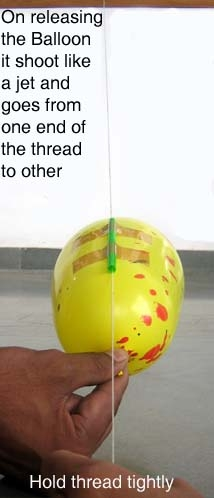 On releasing
the Balloon
it shoot like
a jet and
goes from
one end of
the thread
to other
Hold thread tightly